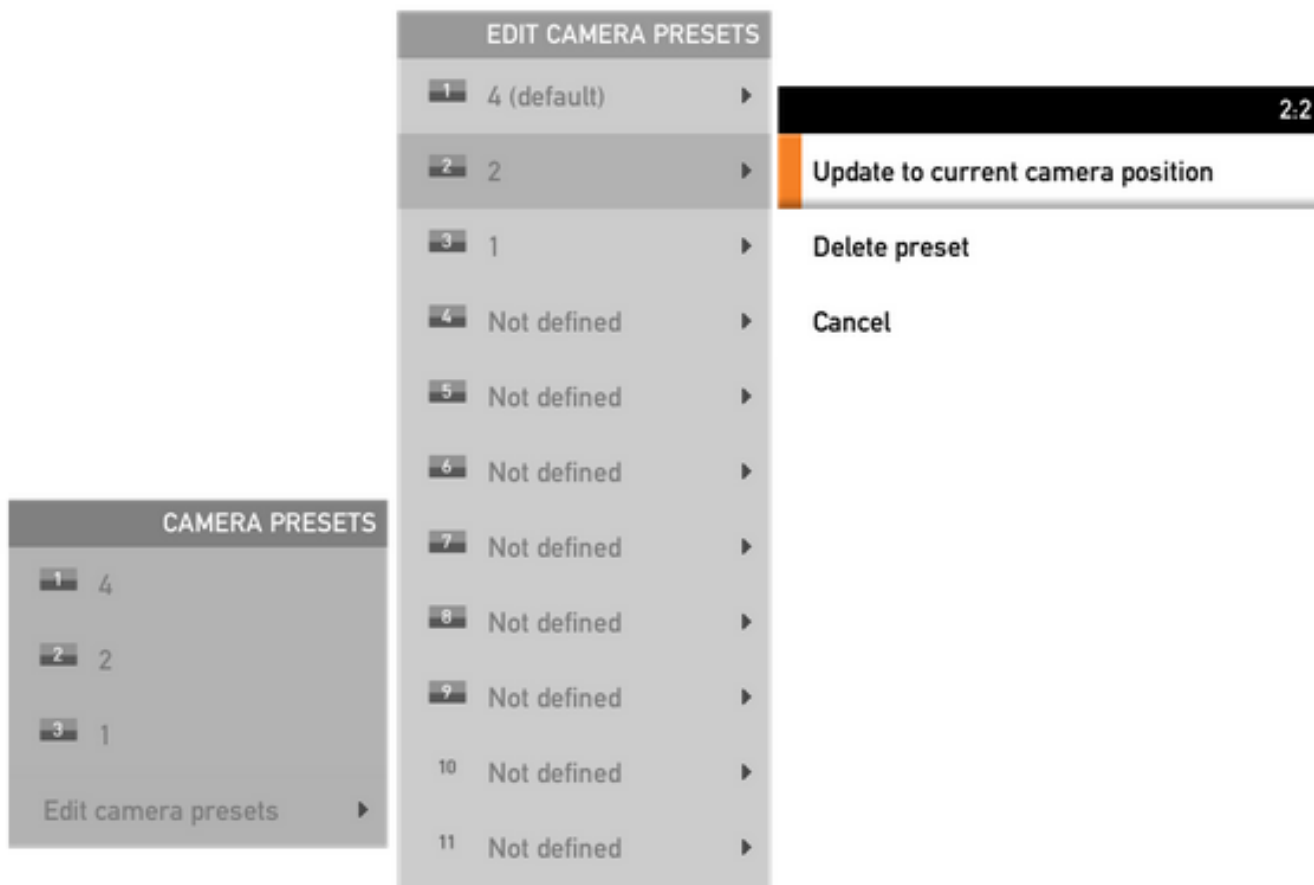 CAMERA PRESETS
1 4
2 2
3 1
Edit camera presets
EDIT CAMERA PRESETS
1 4 (default)
2 2
3 1
4 Not defined
5 Not defined
6 Not defined
7 Not defined
8 Not defined
9 Not defined
10 Not defined
11 Not defined
2:2
Update to current camera position
Delete preset
Cancel